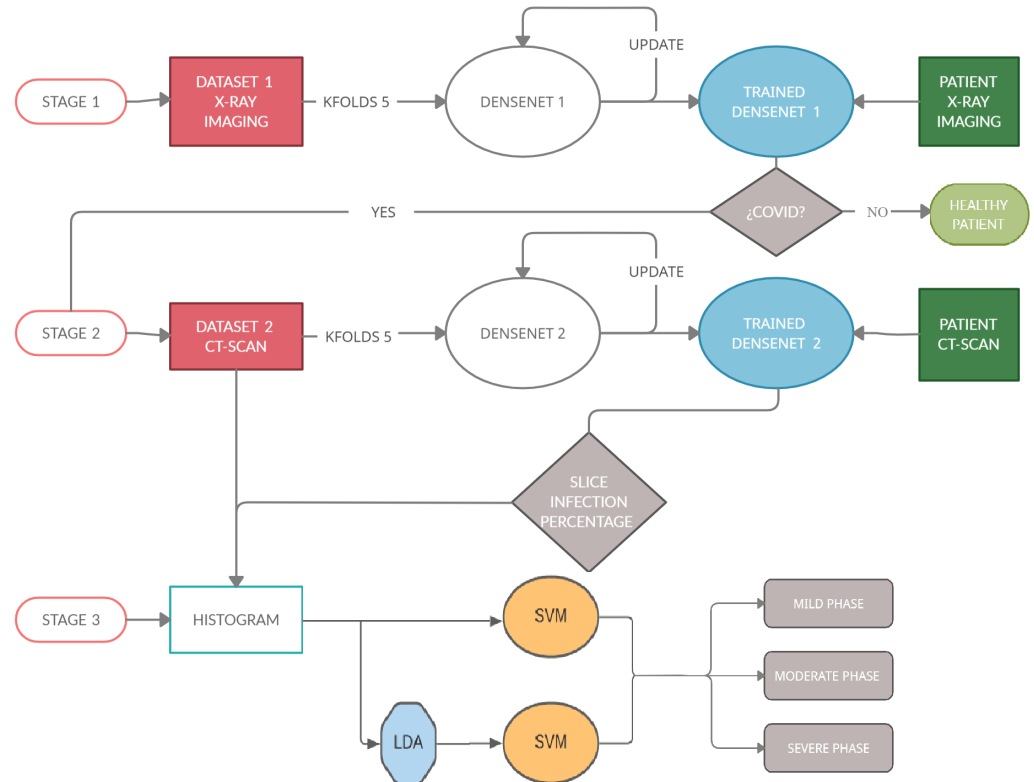 UPDATE
STAGE 1
DATASET 1
X-RAY
IMAGING
KFOLDS 5
DENSENET 1
TRAINED
DENSENET 1
PATIENT
X-RAY
IMAGING
YES
¿COVID?
NO
HEALTHY
PATIENT
UPDATE
STAGE 2
DATASET 2
CT-SCAN
KFOLDS 5
DENSENET 2
TRAINED
DENSENET 2
PATIENT
CT-SCAN
SLICE
INFECTION
PERCENTAGE
STAGE 3
HISTOGRAM
SVM
LDA
SVM
MILD PHASE
MODERATE PHASE
SEVERE PHASE